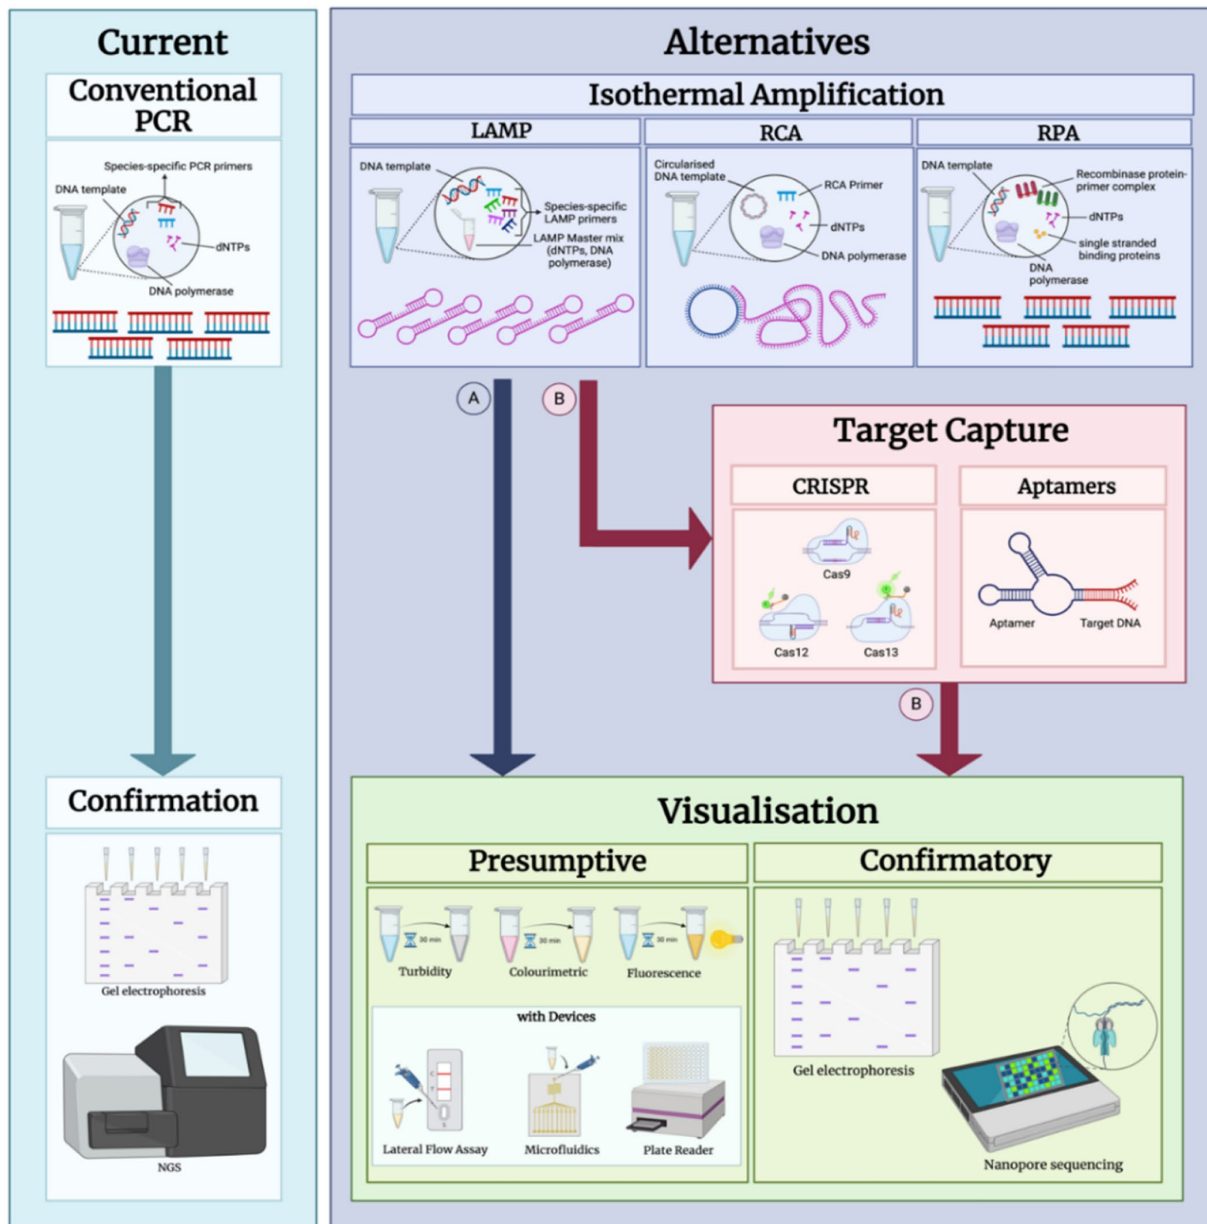 Current
Conventional
PCR
Species-specific PCR primers
DNA template
dNTPs
DNA polymerase
Confirmation
Gel electrophoresis
NGS
Alternatives
Isothermal Amplification
LAMP
DNA template
Species-specific
LAMP primers
LAMP Master mix
(dNTPs, DNA
polymerase)
RCA
Circularised
DNA template
RCA Primer
dNTPs
DNA polymerase
RPA
DNA template
Recombinase protein-
primer complex
dNTPs
single stranded
binding proteins
DNA
polymerase
A
B
Target Capture
CRISPR
Cas9
Cas12
Cas13
Aptamers
Aptamer
Target DNA
B
Visualisation
Presumptive
30 min
Turbidity
30 min
Colourimetric
30 min
Fluorescence
with Devices
C
T
S
Lateral Flow Assay
Microfluidics
Plate Reader
Confirmatory
Gel electrophoresis
Nanopore sequencing